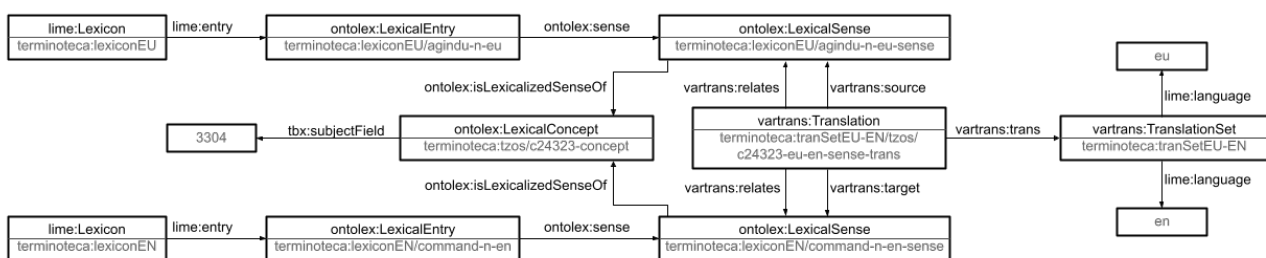 lime:Lexicon
terminoteca:lexiconEU
lime:entry
ontolex:LexicalEntry
terminoteca:lexiconEU/agindu-n-eu
ontolex:sense
ontolex:LexicalSense
terminoteca:lexiconEU/agindu-n-eu-sense
eu
ontolex:isLexicalizedSenseOf
vartrans:relates
vartrans:source
lime:language
3304
tbx:subjectField
ontolex:LexicalConcept
terminoteca:tzos/c24323-concept
vartrans:Translation
terminoteca:tranSetEU-EN/tzos/
c24323-eu-en-sense-trans
vartrans:trans
vartrans:TranslationSet
terminoteca:tranSetEU-EN
ontolex:isLexicalizedSenseOf
vartrans:relates
vartrans:target
lime:language
en
lime:Lexicon
terminoteca:lexiconEN
lime:entry
ontolex:LexicalEntry
terminoteca:lexiconEN/command-n-en
ontolex:sense
ontolex:LexicalSense
terminoteca:lexiconEN/command-n-en-sense